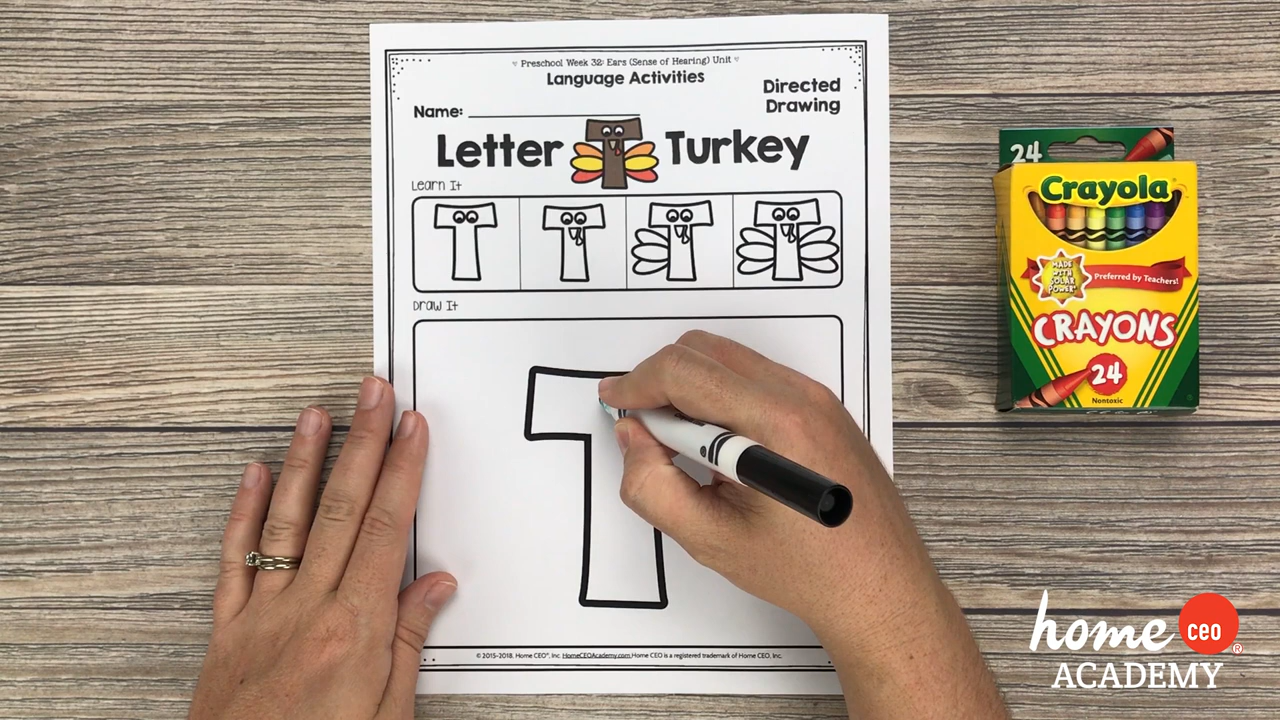 Preschool Week 32: Ears (Sense of Hearing) Unit
Language Activities
Directed
Drawing
Name:
Letter T Turkey
Learn It
T T T T
Draw It
T
© 2015-2018. Home CEO®, Inc. HomeCEOAcademy.com Home CEO is a registered trademark of Home CEO, Inc.
24
Crayola
MADE
WITH
SOLAR
POWER*
Preferred by Teachers!
CRAYONS
24
Nontoxic
home ceo®
ACADEMY